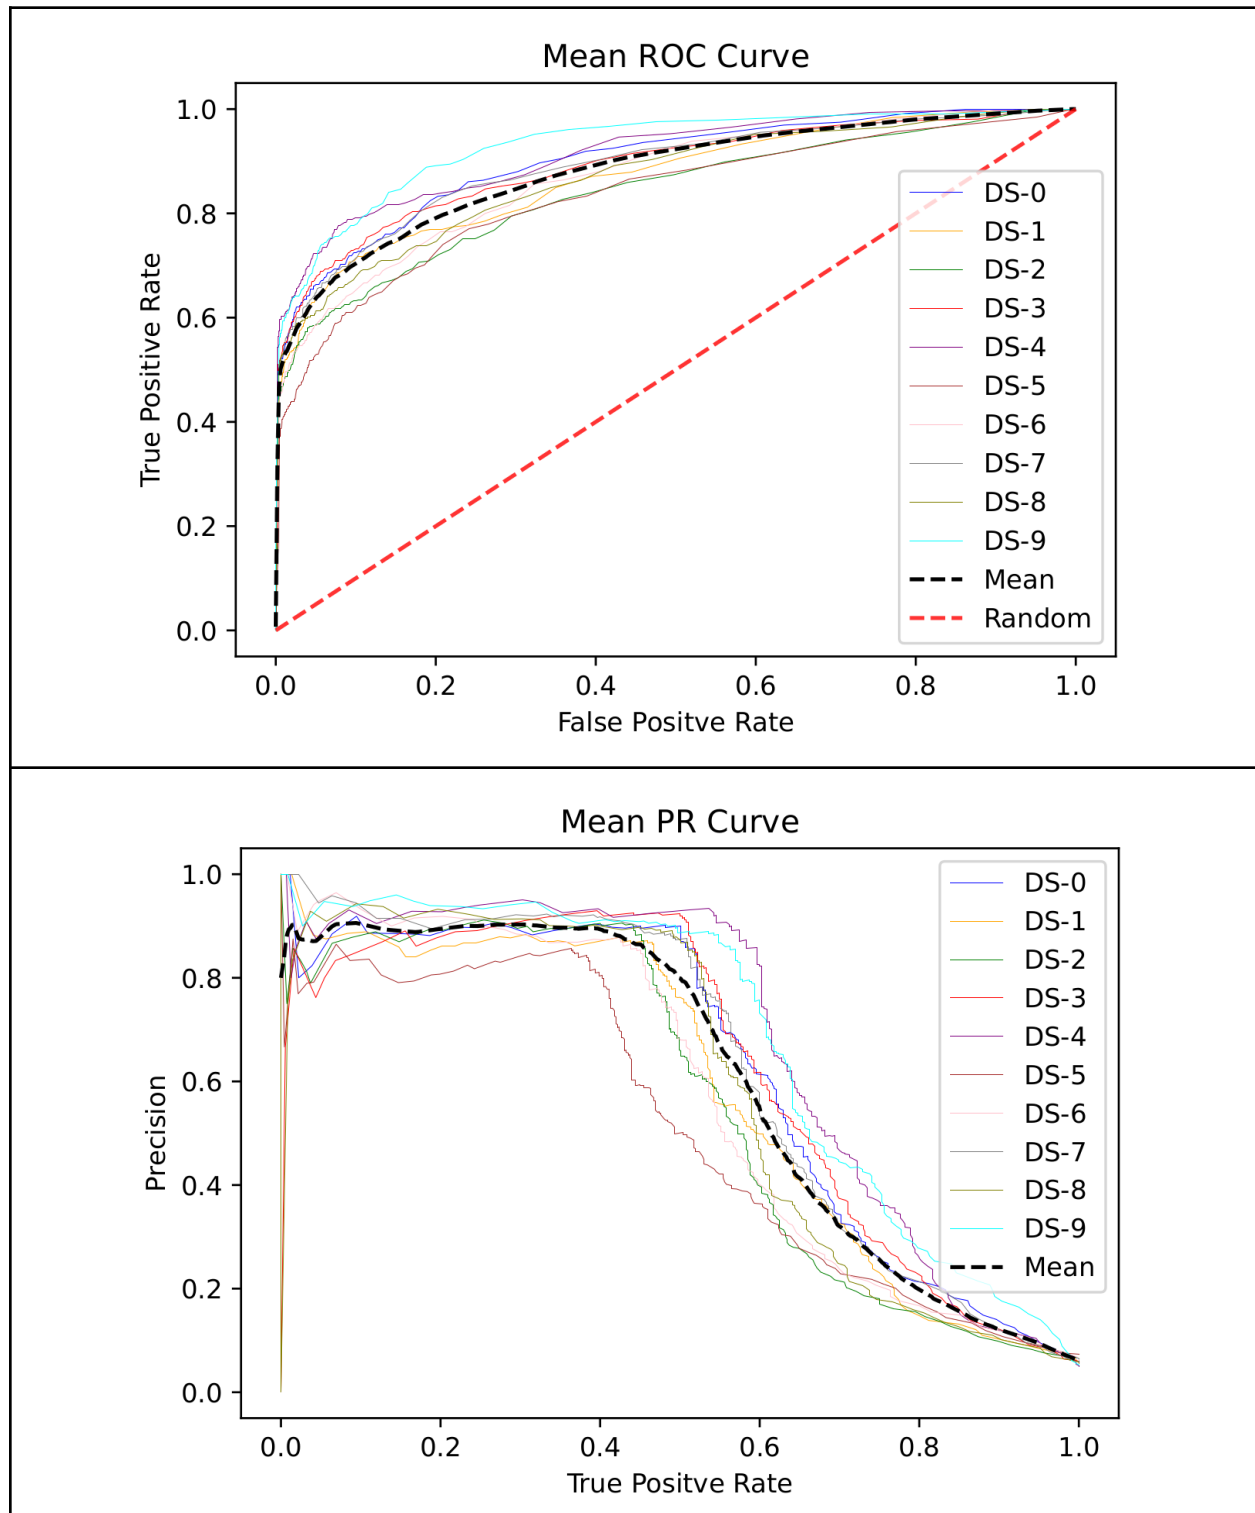 Mean ROC Curve
True Positive Rate
1.0
0.8
0.6
0.4
0.2
0.0
0.0 0.2 0.4 0.6 0.8 1.0
False Positve Rate
DS-0
DS-1
DS-2
DS-3
DS-4
DS-5
DS-6
DS-7
DS-8
DS-9
Mean
Random
Mean PR Curve
Precision
1.0
0.8
0.6
0.4
0.2
0.0
0.0 0.2 0.4 0.6 0.8 1.0
True Positve Rate
DS-0
DS-1
DS-2
DS-3
DS-4
DS-5
DS-6
DS-7
DS-8
DS-9
Mean